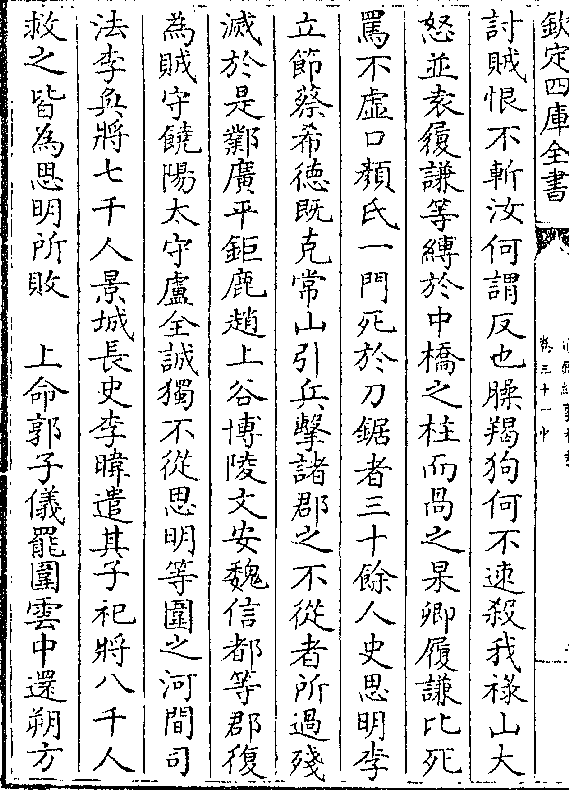 欽定四庫全書
卷三十一中
討賊恨不斬汝何謂反也臊羯狗何不速殺我祿山大
怒並袁履謙等縛於中橋之柱而咼之杲卿履謙比死
罵不虛口顏氏一門死於刀鋸者三十餘人史思明李
立節蔡希德既克常山引兵擊諸郡之不從者所過殘
滅於是鄴廣平鉅鹿趙上谷博陵文安魏信都等郡復
為賊守饒陽太守盧全誠獨不從思明等圍之河間司
法李奐將七千人景城長史李暐遣其子祀將八千人
救之皆為思明所敗　上命郭子儀罷圍雲中還朔方